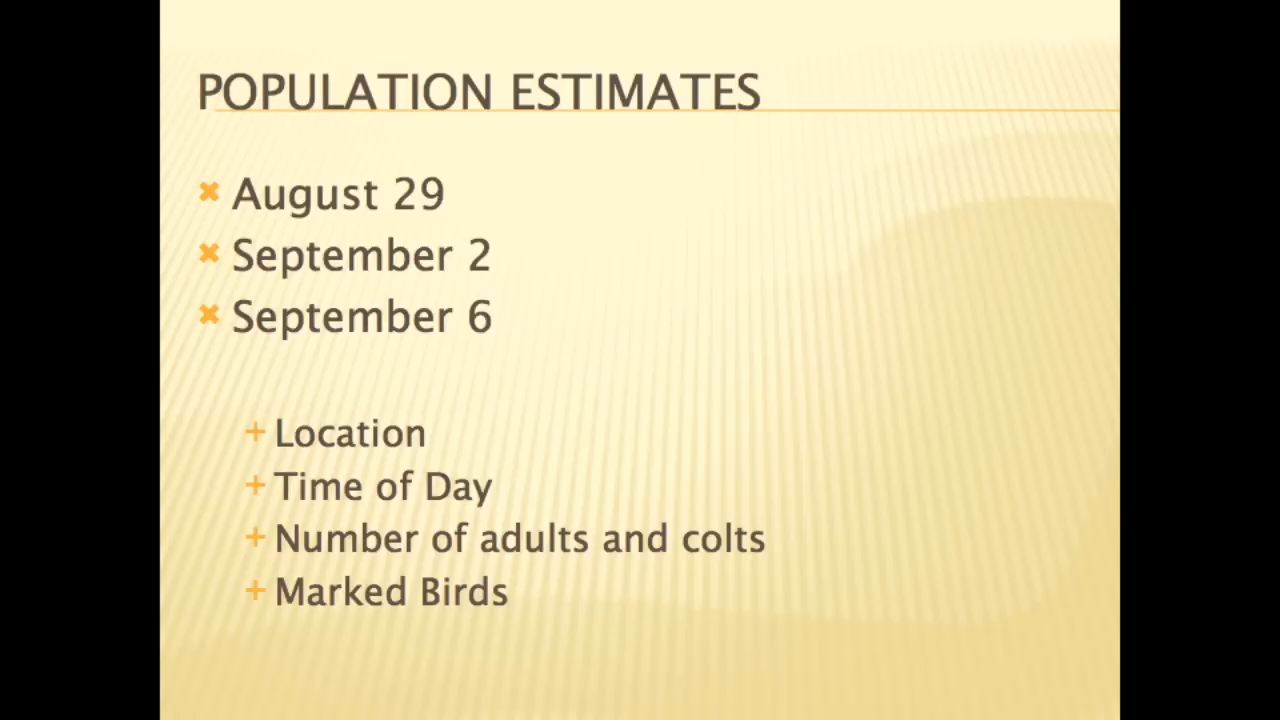 POPULATION ESTIMATES
August 29
September 2
September 6
Location
Time of Day
Number of adults and colts
Marked Birds